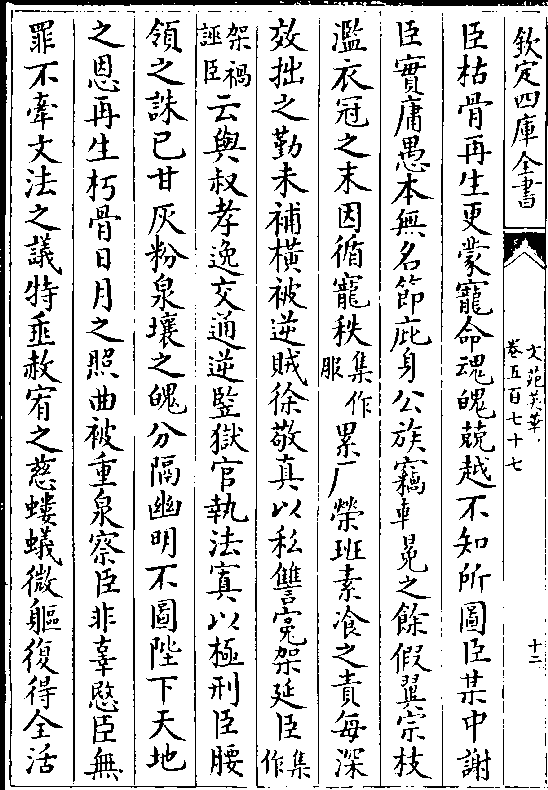 欽定四庫全書
文苑英華
卷五百七十七
十二
臣枯骨再生更蒙寵命魂魄兢越不知所圖臣某中謝
臣實庸愚本無名節庇身公族竊車冕之餘假翼宗枝
濫衣冠之末因循寵秩集作服累厂榮班素飡之責每深
效拙之勤未補橫被逆賊徐敬真以私讐寃架延臣集作
架禍誣臣云與叔孝逸交通逆監獄官執法寘以極刑臣腰
領之誅已甘灰粉泉壤之魄分隔幽明不圖陛下天地
之恩再生朽骨日月之照曲被重泉察臣非辜愍臣無
罪不牽文法之議特垂赦宥之慈螻蟻微軀復得全活